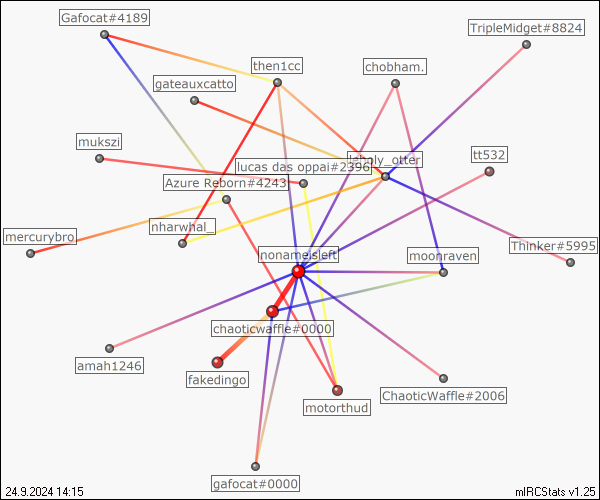 Gafocat#4189
TripleMidget#8824
then1cc
chobham.
gateauxcatto
mukszi
lucas das oppai#2396
tt532
Azure Reborn#4243
nharwhal_
mercurybro
Thinker#5995
nonameisleft
moonraven
chaoticwaffle#0000
amah1246
fakedingo
ChaoticWaffle#2006
motorthud
gafocat#0000
24.9.2024 14:15
mIRCStats v1.25